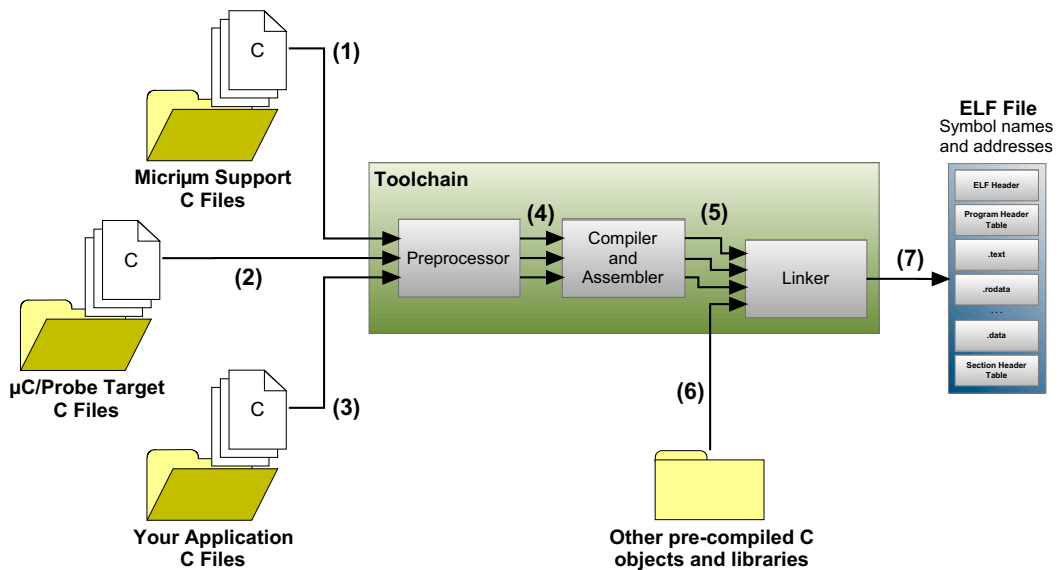 C
(1)
Micriµm Support
C Files
C
(2)
µC/Probe Target
C Files
C
(3)
Your Application
C Files
Toolchain
Preprocessor
(4)
Compiler
and
Assembler
(5)
Linker
(6)
Other pre-compiled C
objects and libraries
(7)
ELF File
Symbol names
and addresses
ELF Header
Program Header
Table
.text
.rodata
...
.data
Section Header
Table